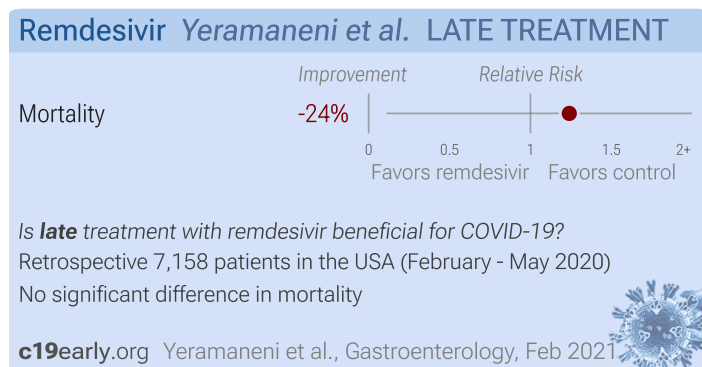 Remdesivir Yeramaneni et al. LATE TREATMENT
Improvement Relative Risk
Mortality -24%
0 0.5 1 1.5 2+
Favors remdesivir Favors control
Is late treatment with remdesivir beneficial for COVID-19?
Retrospective 7,158 patients in the USA (February - May 2020)
No significant difference in mortality
c19early.org Yeramaneni et al., Gastroenterology, Feb 2021